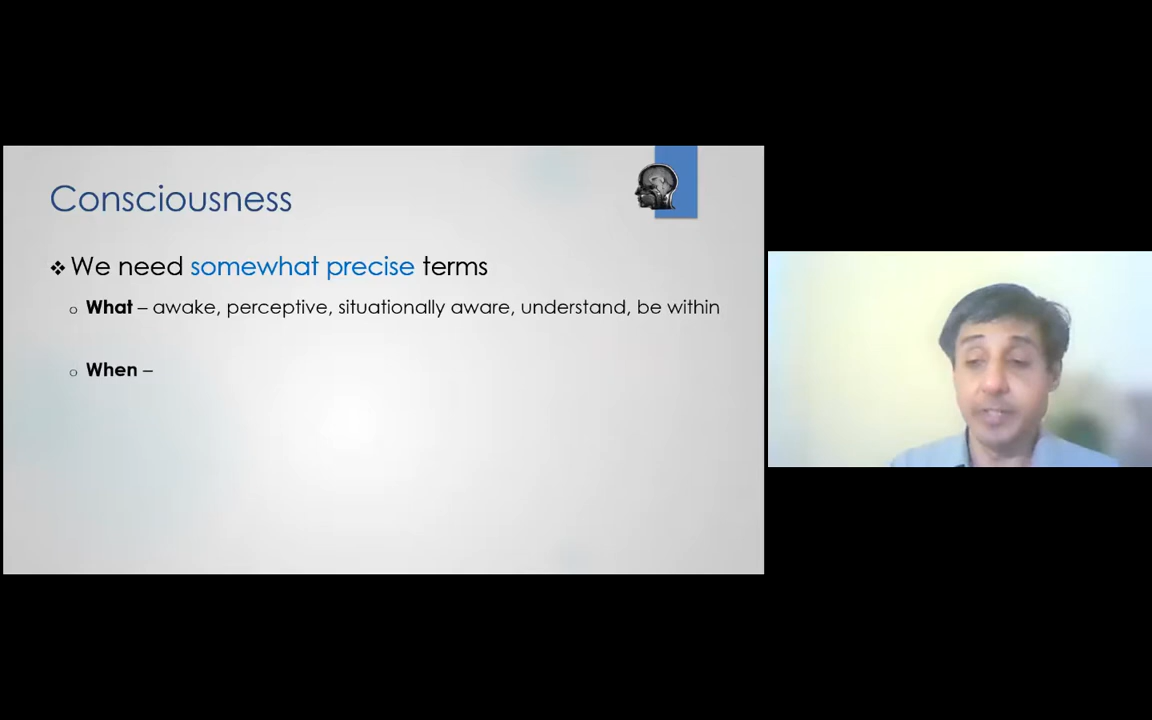 Consciousness
❖ We need somewhat precise terms
o What – awake, perceptive, situationally aware, understand, be within
o When –